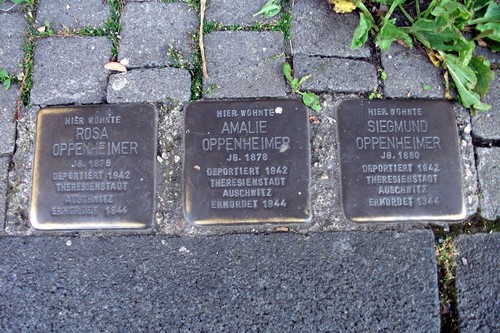 HIER WOHNTE
ROSA
OPPENHEIMER
JG. 1878
DEPORTIERT 1942
THERESIENSTADT
AUSCHWITZ
ERMORDET 1944
HIER WOHNTE
AMALIE
OPPENHEIMER
JG. 1878
DEPORTIERT 1942
THERESIENSTADT
AUSCHWITZ
ERMORDET 1944
HIER WOHNTE
SIEGMUND
OPPENHEIMER
JG. 1880
DEPORTIERT 1942
THERESIENSTADT
AUSCHWITZ
ERMORDET 1944